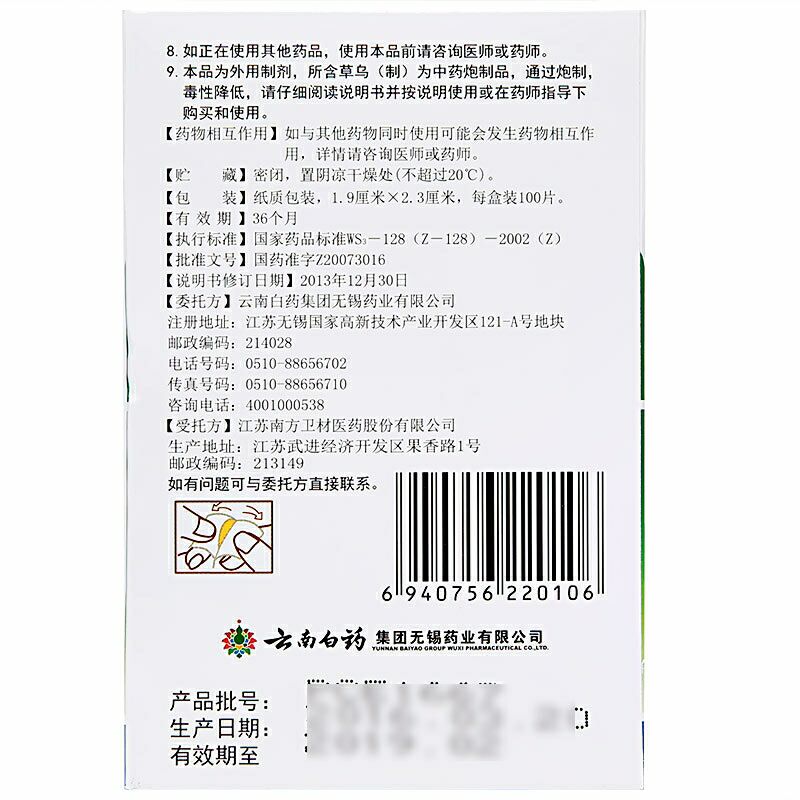 8. 如正在使用其他药品，使用本品前请咨询医师或药师。
9. 本品为外用制剂，所含草乌（制）为中药炮制品，通过炮制，
毒性降低，请仔细阅读说明书并按说明使用或在药师指导下
购买和使用。
【药物相互作用】如与其他药物同时使用可能会发生药物相互作
用，详情请咨询医师或药师。
【贮　　藏】密闭，置阴凉干燥处(不超过20℃)。
【包　　装】纸质包装，1.9厘米×2.3厘米，每盒装100片。
【有 效 期】36个月
【执行标准】国家药品标准WS₃－128（Z－128）－2002（Z）
【批准文号】国药准字Z20073016
【说明书修订日期】2013年12月30日
【委托方】云南白药集团无锡药业有限公司
注册地址：江苏无锡国家高新技术产业开发区121-A号地块
邮政编码：214028
电话号码：0510-88656702
传真号码：0510-88656710
咨询电话：4001000538
【受托方】江苏南方卫材医药股份有限公司
生产地址：江苏武进经济开发区果香路1号
邮政编码：213149
如有问题可与委托方直接联系。
6 940756 220106
云南白药 集团无锡药业有限公司
YUNNAN BAIYAO GROUP WUXI PHARMACEUTICAL CO.,LTD.
产品批号：
生产日期：
有效期至